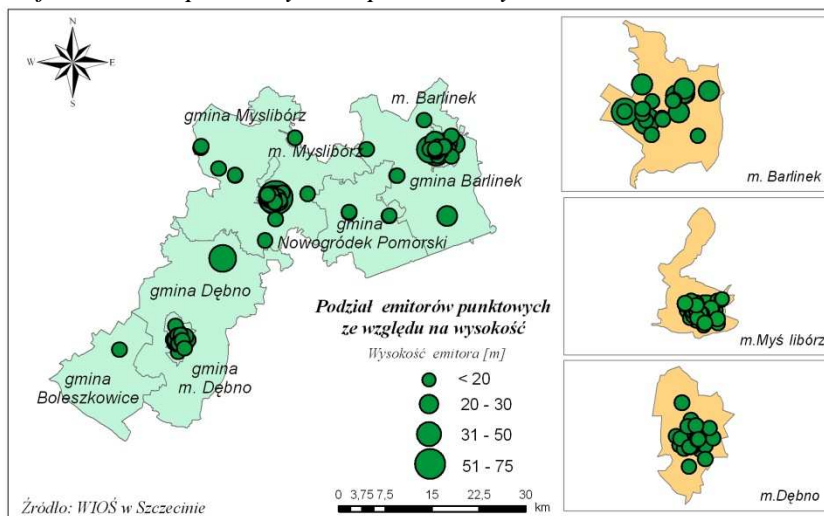 N
W E
S
gmina Myslibórz
m. Barlinek
m. Myslibórz
gmina Barlinek
gmina
Nowogródek Pomorski
gmina Dębno
gmina
m. Dębno
gmina
Boleszkowice
Podział emitorów punktowych
ze względu na wysokość
Wysokość emitora [m]
< 20
20 - 30
31 - 50
51 - 75
0 3,75 7,5 15 22,5 30
km
Źródło: WIOŚ w Szczecinie
m. Barlinek
m.Myś libórz
m.Dębno